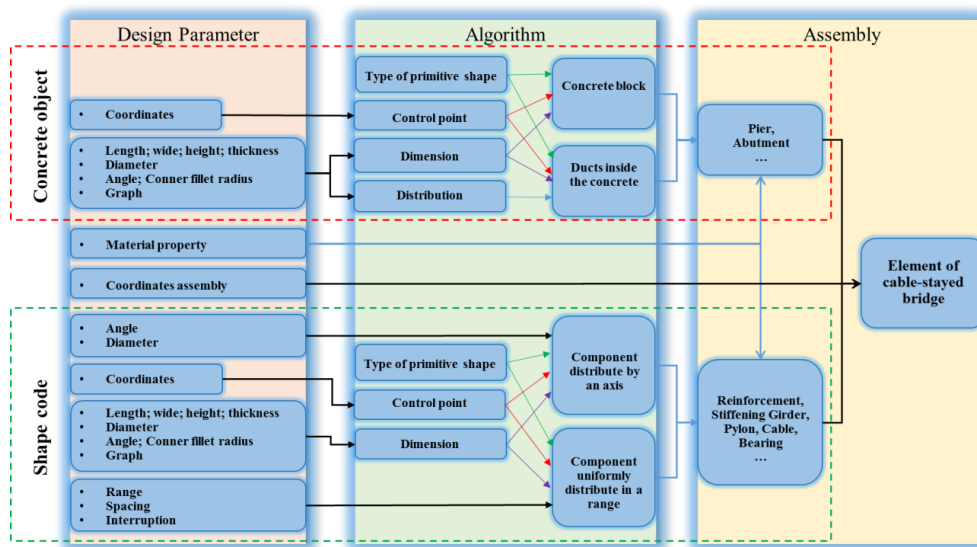 Design Parameter
Algorithm
Assembly
Concrete object
• Coordinates
• Length; wide; height; thickness
• Diameter
• Angle; Conner fillet radius
• Graph
Type of primitive shape
Control point
Dimension
Distribution
Concrete block
Ducts inside
the concrete
Pier,
Abutment
…
• Material property
• Coordinates assembly
Element of
cable-stayed
bridge
Shape code
• Angle
• Diameter
• Coordinates
• Length; wide; height; thickness
• Diameter
• Angle; Conner fillet radius
• Graph
• Range
• Spacing
• Interruption
Type of primitive shape
Control point
Dimension
Component
distribute by
an axis
Component
uniformly
distribute in a
range
Reinforcement,
Stiffening Girder,
Pylon, Cable,
Bearing
…